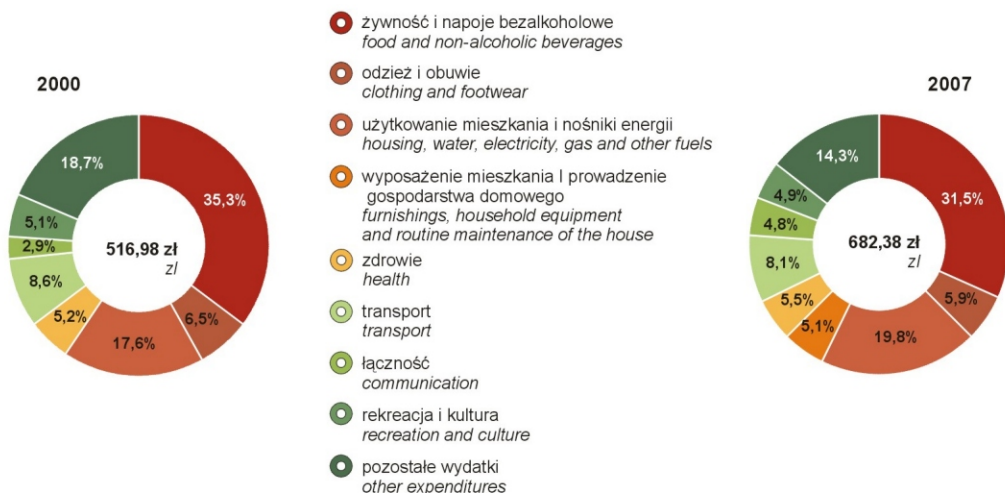 2000
18,7%
35,3%
5,1%
2,9%
8,6%
5,2%
17,6%
6,5%
516,98 zł
zl
żywność i napoje bezalkoholowe
food and non-alcoholic beverages
odzież i obuwie
clothing and footwear
użytkowanie mieszkania i nośniki energii
housing, water, electricity, gas and other fuels
wyposażenie mieszkania I prowadzenie
gospodarstwa domowego
furnishings, household equipment
and routine maintenance of the house
zdrowie
health
transport
transport
łączność
communication
rekreacja i kultura
recreation and culture
pozostałe wydatki
other expenditures
2007
14,3%
31,5%
4,9%
4,8%
8,1%
5,5%
5,1%
19,8%
5,9%
682,38 zł
zl